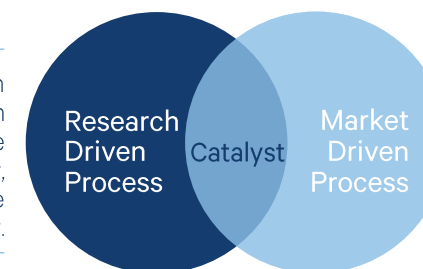 Research
Driven
Process
Catalyst
Market
Driven
Process